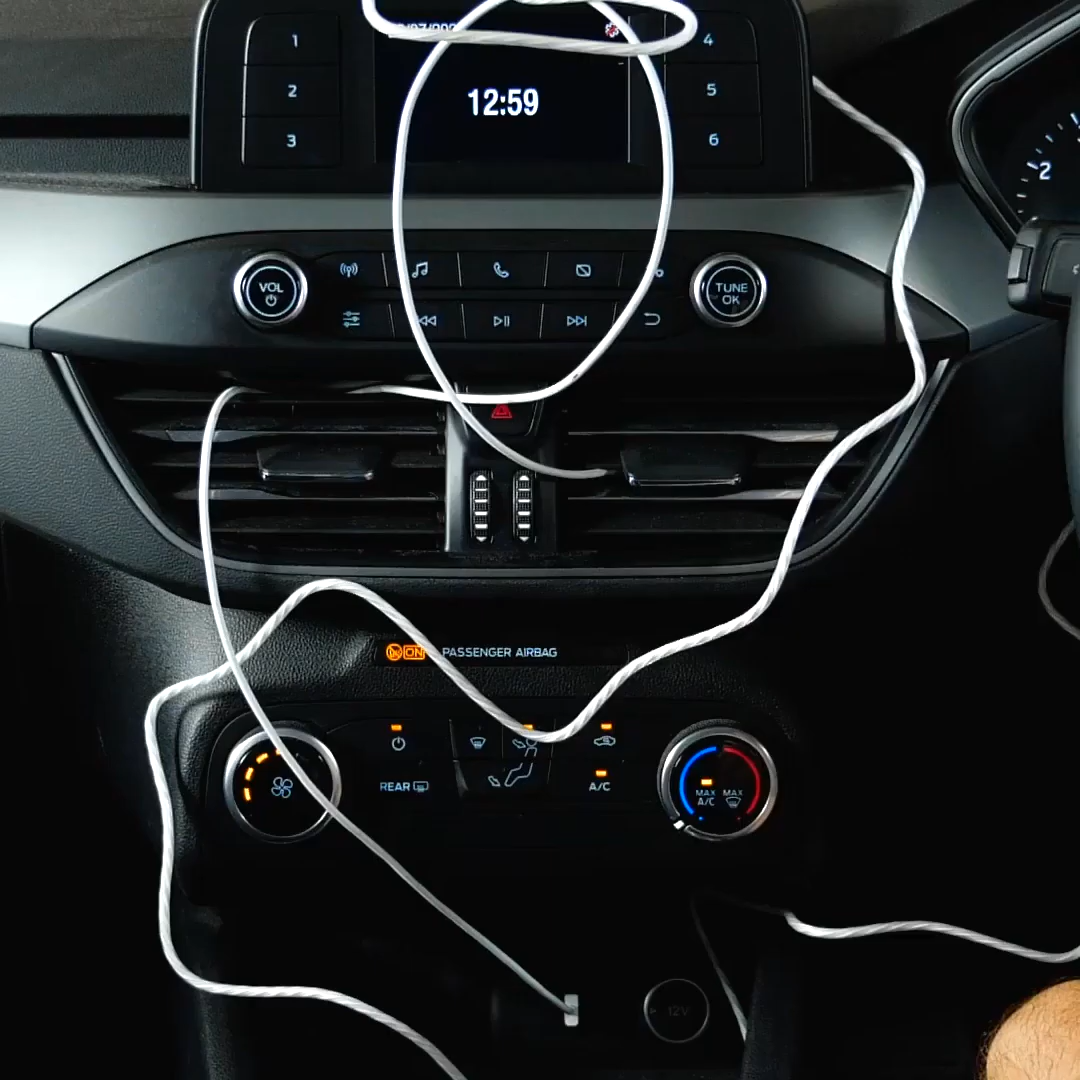 1
4
12:59
2
5
3
6
2
VOL
TUNE
OK
ON PASSENGER AIRBAG
REAR
A/C
MAX
A/C
MAX
12V